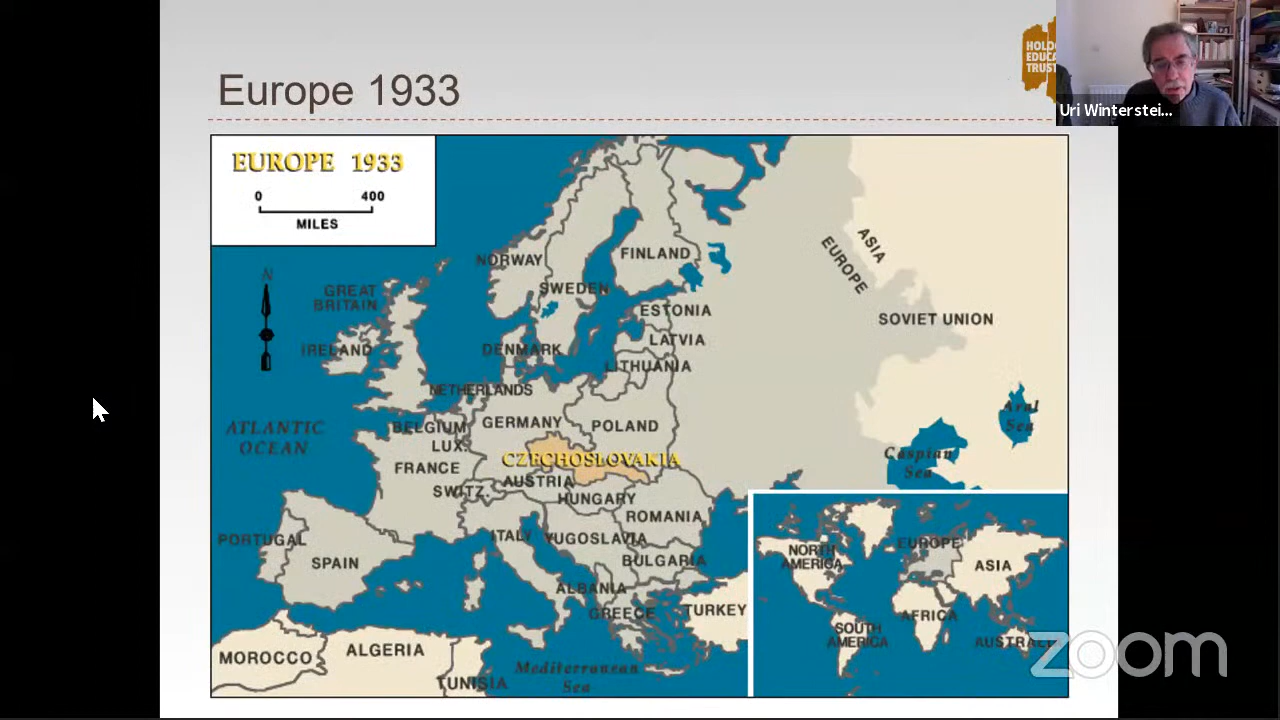 Europe 1933
HOLO
EDUCA
TRUST
Uri Winterstei...
EUROPE 1933
0 400
MILES
N
ASIA
EUROPE
NORWAY
FINLAND
SWEDEN
GREAT
BRITAIN
ESTONIA
SOVIET UNION
LATVIA
IRELAND
DENMARK
LITHUANIA
NETHERLANDS
Aral
Sea
ATLANTIC
OCEAN
BELGIUM
GERMANY
POLAND
LUX.
Caspian
Sea
CZECHOSLOVAKIA
FRANCE
AUSTRIA
SWITZ.
HUNGARY
ROMANIA
PORTUGAL
ITALY
YUGOSLAVIA
SPAIN
BULGARIA
ALBANIA
GREECE
TURKEY
MOROCCO
ALGERIA
TUNISIA
Mediterranean
Sea
NORTH
AMERICA
EUROPE
ASIA
AFRICA
SOUTH
AMERICA
zoom